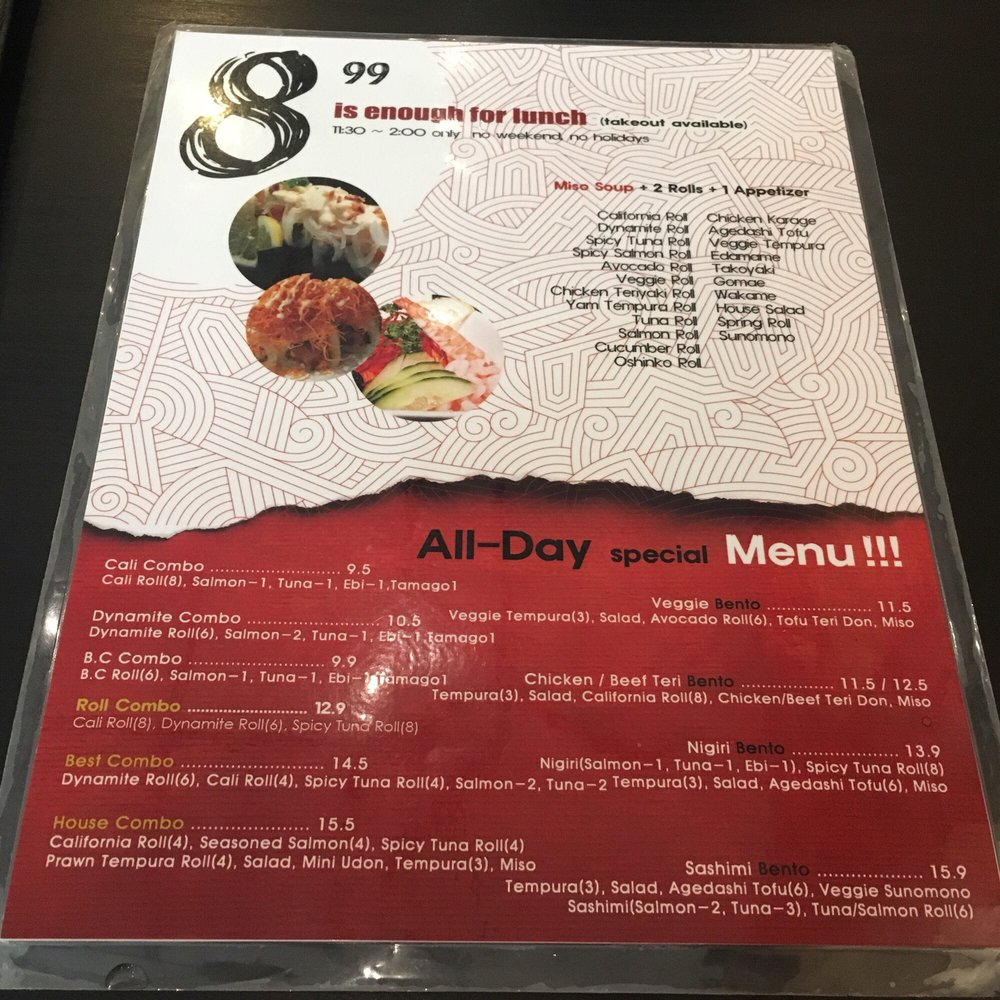 8 99
is enough for lunch (takeout available)
11:30 ~ 2:00 only no weekend, no holidays
Miso Soup + 2 Rolls + 1 Appetizer
California Roll Chicken Karage
Dynamite Roll Agedashi Tofu
Spicy Tuna Roll Veggie Tempura
Spicy Salmon Roll Edamame
Avocado Roll Takoyaki
Veggie Roll Gomae
Chicken Teriyaki Roll Wakame
Yam Tempura Roll House Salad
Tuna Roll Spring Roll
Salmon Roll Sunomono
Cucumber Roll
Oshinko Roll
All-Day special Menu !!!
Cali Combo .......................... 9.5
Cali Roll(8), Salmon-1, Tuna-1, Ebi-1,Tamago1
Dynamite Combo .......................... 10.5
Dynamite Roll(6), Salmon-2, Tuna-1, Ebi-1,Tamago1
B.C Combo .......................... 9.9
B.C Roll(6), Salmon-1, Tuna-1, Ebi-1,Tamago1
Roll Combo .......................... 12.9
Cali Roll(8), Dynamite Roll(6), Spicy Tuna Roll(8)
Best Combo ...................... 14.5
Dynamite Roll(6), Cali Roll(4), Spicy Tuna Roll(4), Salmon-2, Tuna-2
House Combo ...................... 15.5
California Roll(4), Seasoned Salmon(4), Spicy Tuna Roll(4)
Prawn Tempura Roll(4), Salad, Mini Udon, Tempura(3), Miso
Veggie Bento ...................... 11.5
Veggie Tempura(3), Salad, Avocado Roll(6), Tofu Teri Don, Miso
Chicken / Beef Teri Bento .................. 11.5 / 12.5
Tempura(3), Salad, California Roll(8), Chicken/Beef Teri Don, Miso
Nigiri Bento ...................... 13.9
Nigiri(Salmon-1, Tuna-1, Ebi-1), Spicy Tuna Roll(8)
Tempura(3), Salad, Agedashi Tofu(6), Miso
Sashimi Bento .................... 15.9
Tempura(3), Salad, Agedashi Tofu(6), Veggie Sunomono
Sashimi(Salmon-2, Tuna-3), Tuna/Salmon Roll(6)